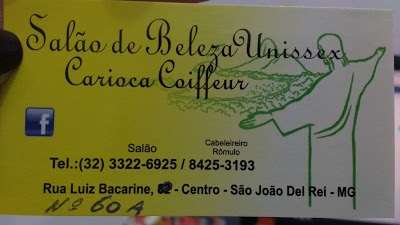 Salão de Beleza Unissex
Carioca Coiffeur
f
Salão
Cabeleireiro
Rômulo
Tel.:(32) 3322-6925 / 8425-3193
Rua Luiz Bacarine, - Centro - São João Del Rei - MG
Nº 60 A